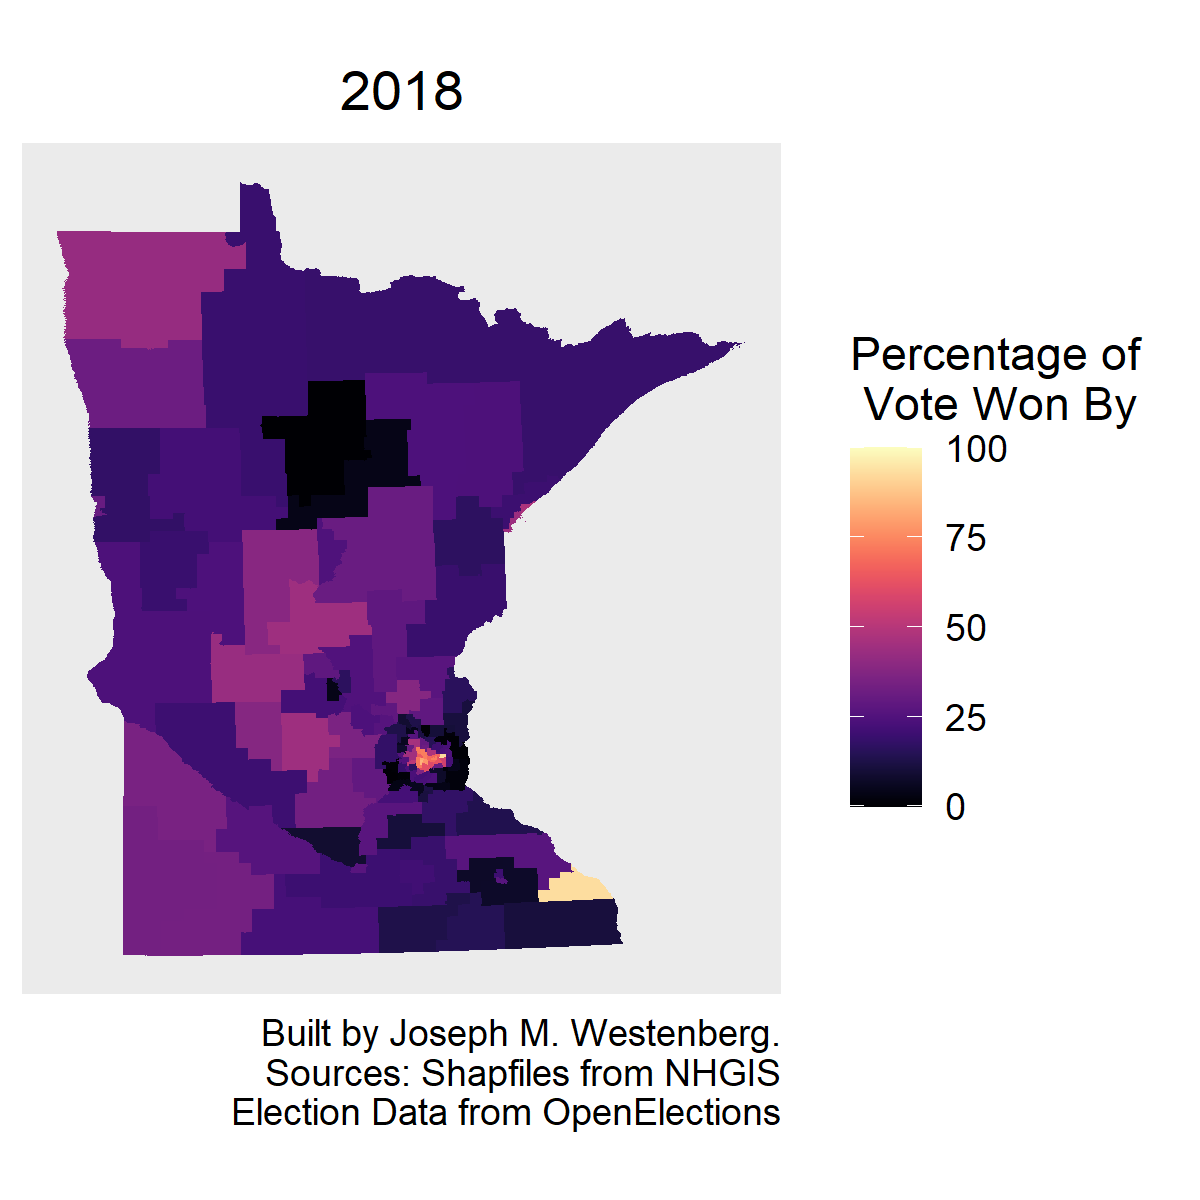 2018
Percentage of
Vote Won By
100
75
50
25
0
Built by Joseph M. Westenberg.
Sources: Shapfiles from NHGIS
Election Data from OpenElections